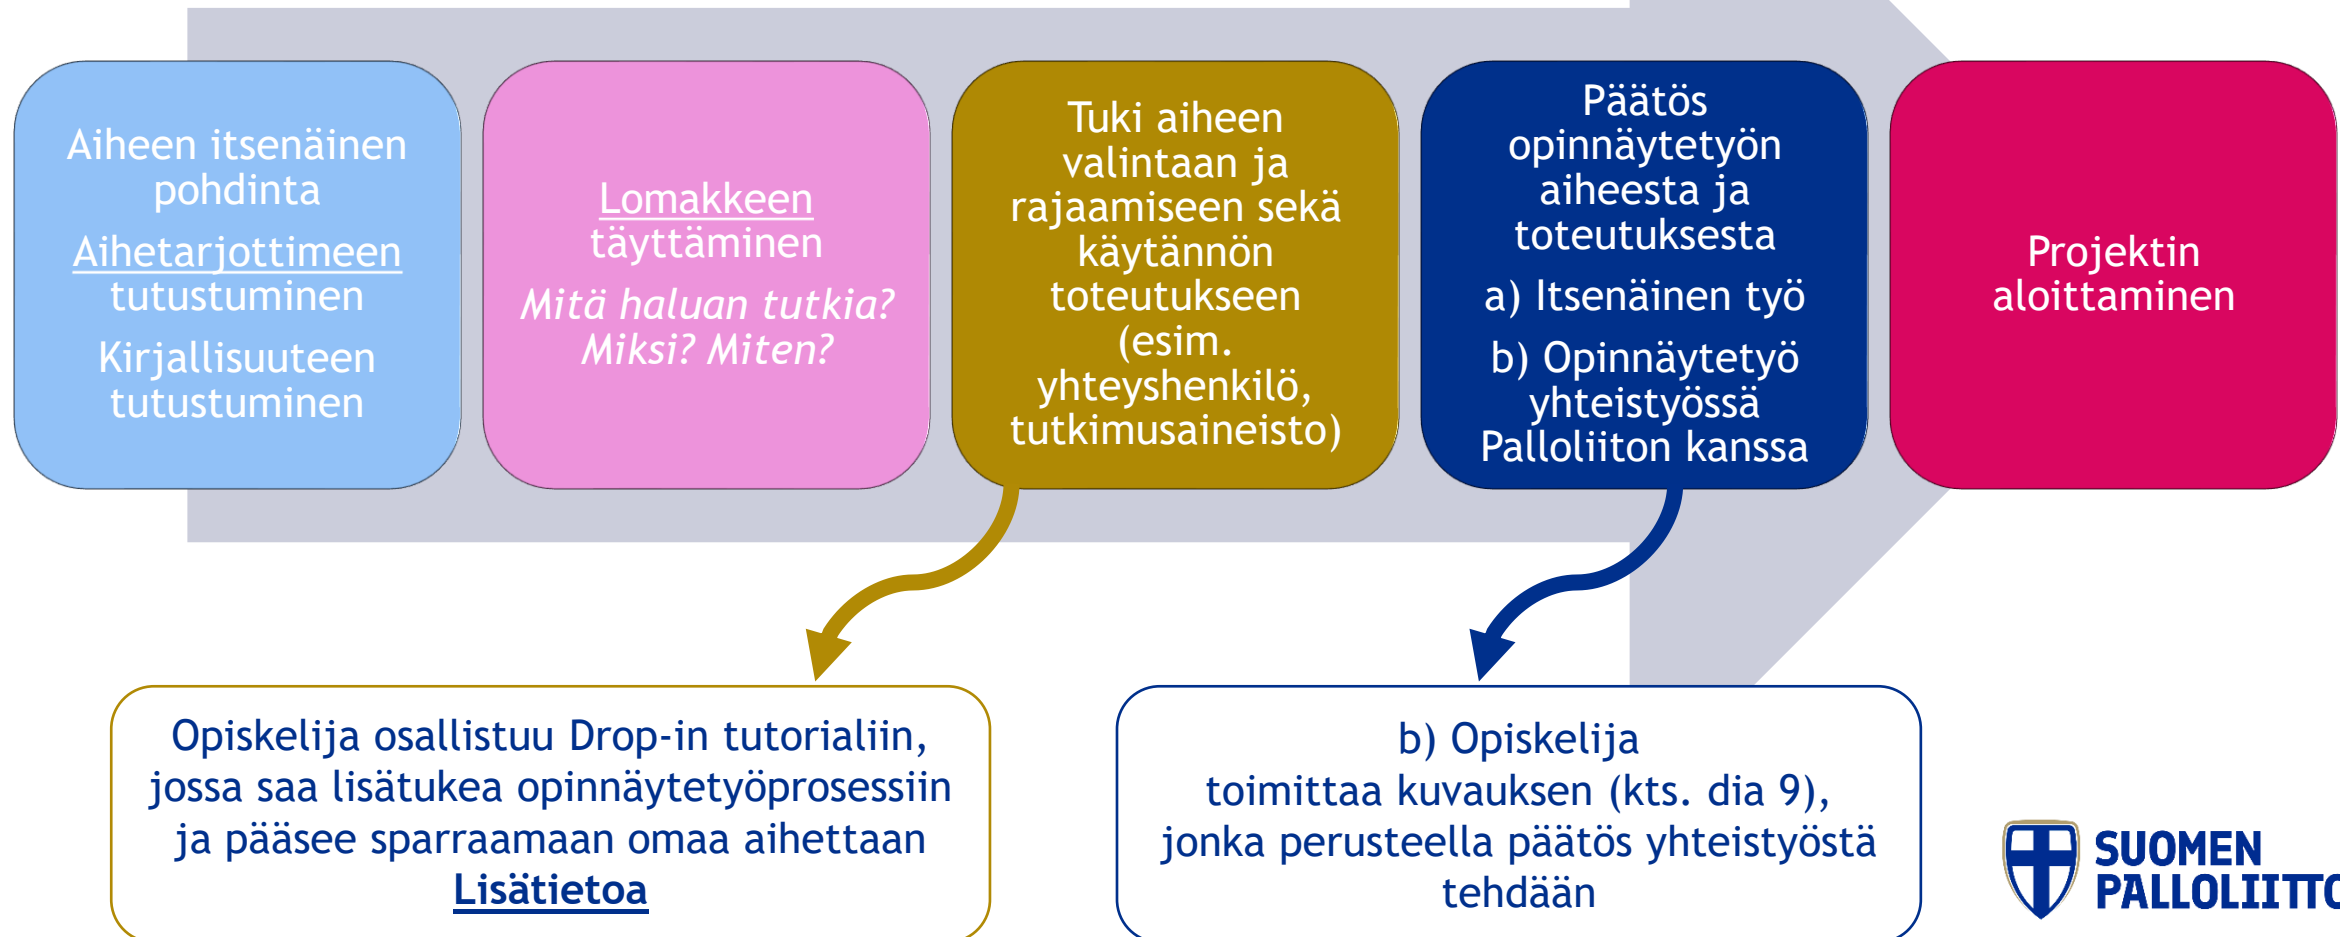 Aiheen itsenäinen
pohdinta
Aihetarjottimeen
tutustuminen
Kirjallisuuteen
tutustuminen
Lomakkeen
täyttäminen
Mitä haluan tutkia?
Miksi? Miten?
Tuki aiheen
valintaan ja
rajaamiseen sekä
käytännön
toteutukseen
(esim.
yhteyshenkilö,
tutkimusaineisto)
Päätös
opinnäytetyön
aiheesta ja
toteutuksesta
a) Itsenäinen työ
b) Opinnäytetyö
yhteistyössä
Palloliiton kanssa
Projektin
aloittaminen
Opiskelija osallistuu Drop-in tutorialiin,
jossa saa lisätukea opinnäytetyöprosessiin
ja pääsee sparraamaan omaa aihettaan
Lisätietoa
b) Opiskelija
toimittaa kuvauksen (kts. dia 9),
jonka perusteella päätös yhteistyöstä
tehdään
SUOMEN
PALLOLIITTO